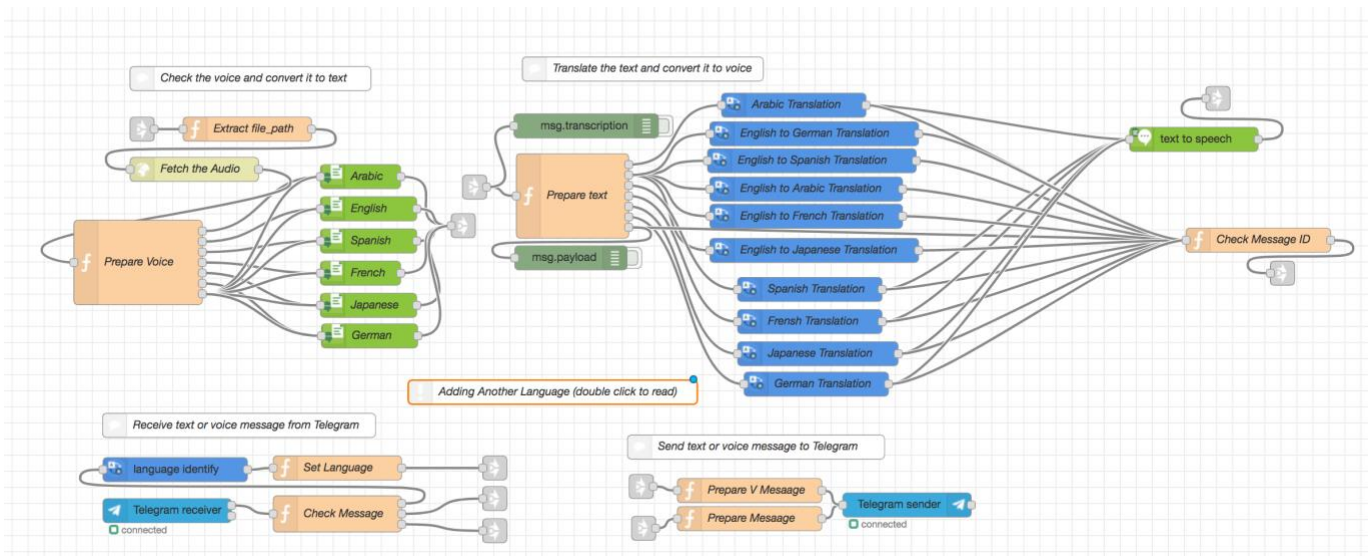 Check the voice and convert it to text
Extract file_path
Fetch the Audio
Prepare Voice
Arabic
English
Spanish
French
Japanese
German
Translate the text and convert it to voice
msg.transcription
Prepare text
msg.payload
Arabic Translation
English to German Translation
English to Spanish Translation
English to Arabic Translation
English to French Translation
English to Japanese Translation
Spanish Translation
Frensh Translation
Japanese Translation
German Translation
text to speech
Check Message ID
Adding Another Language (double click to read)
Receive text or voice message from Telegram
language identify
Set Language
Telegram receiver
connected
Check Message
Send text or voice message to Telegram
Prepare V Mesaage
Prepare Mesaage
Telegram sender
connected